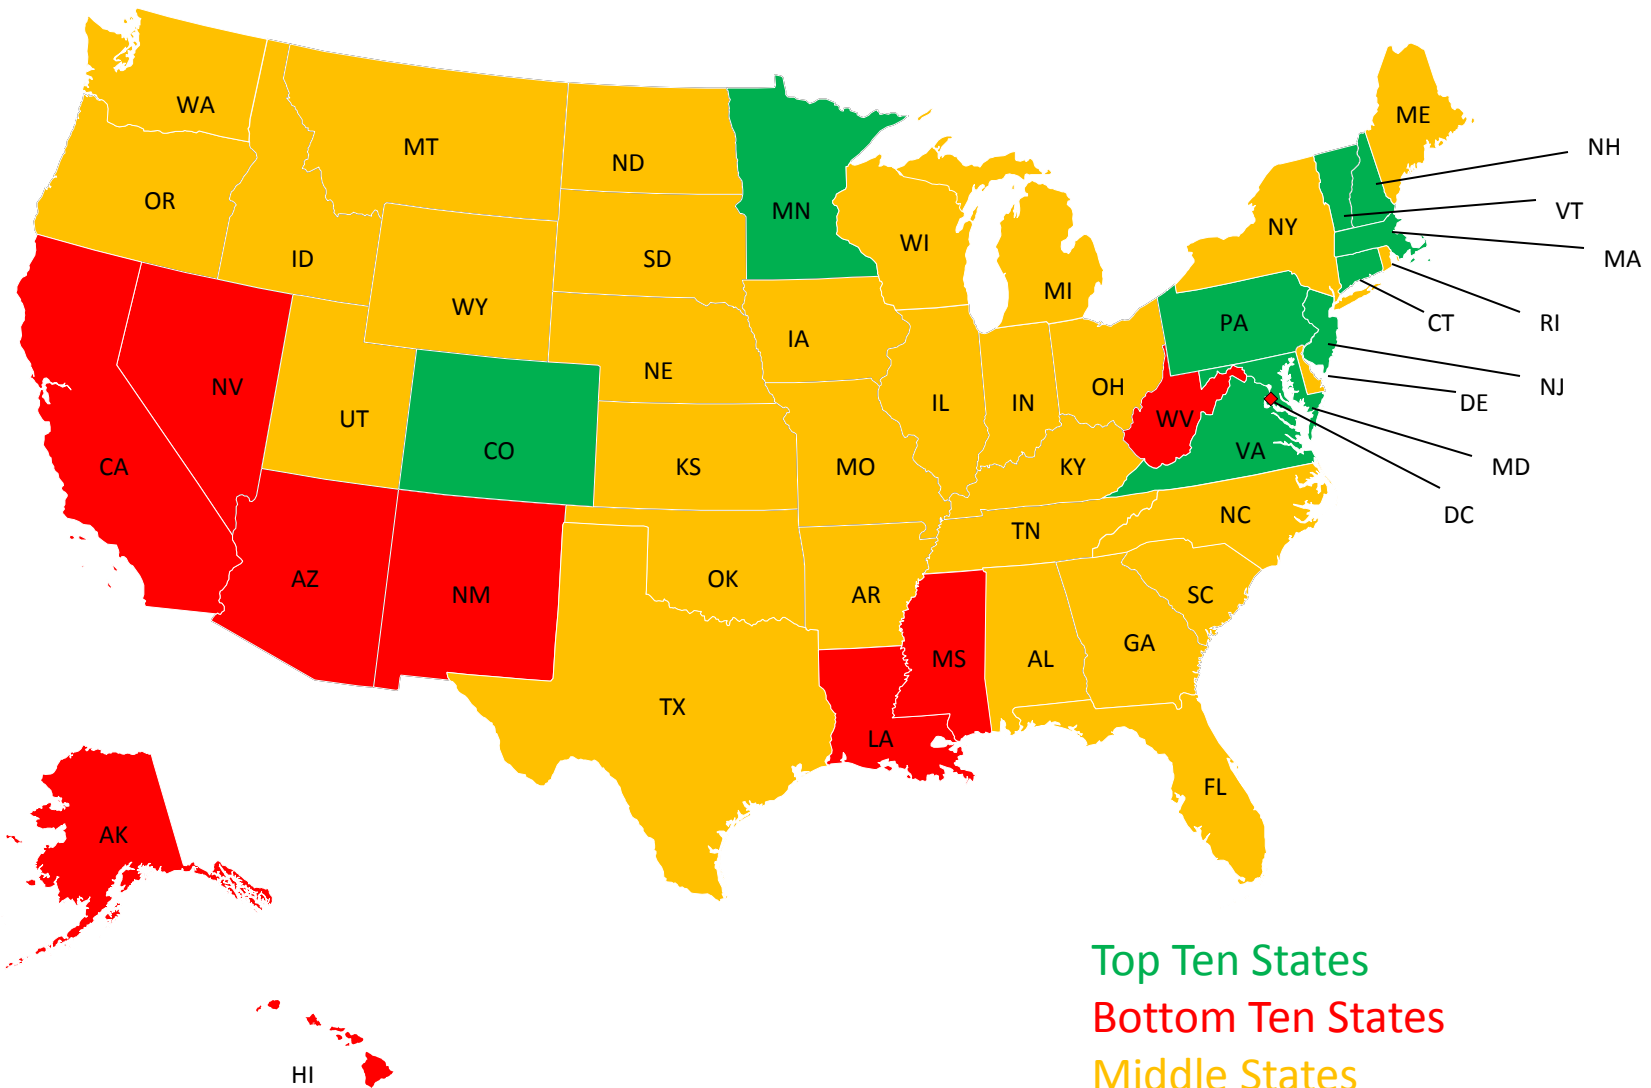 WA
MT
ND
MN
ME
NH
VT
OR
ID
SD
WI
NY
MA
WY
MI
IA
PA
CT
RI
NV
NE
UT
IL
IN
OH
DE
NJ
CO
WV
CA
KS
MO
KY
VA
MD
DC
AZ
NM
OK
AR
TN
NC
SC
MS
AL
GA
TX
LA
FL
AK
HI
Top Ten States
Bottom Ten States
Middle States